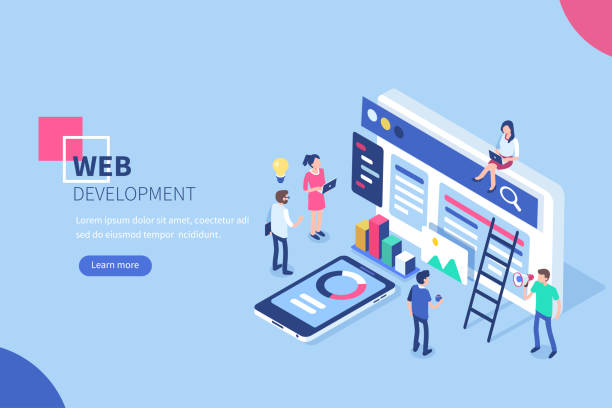 WEB
DEVELOPMENT
Lorem ipsum dolor sit amet, coectetur adi
sed do eiusmod tempor ncididunt.
Learn more